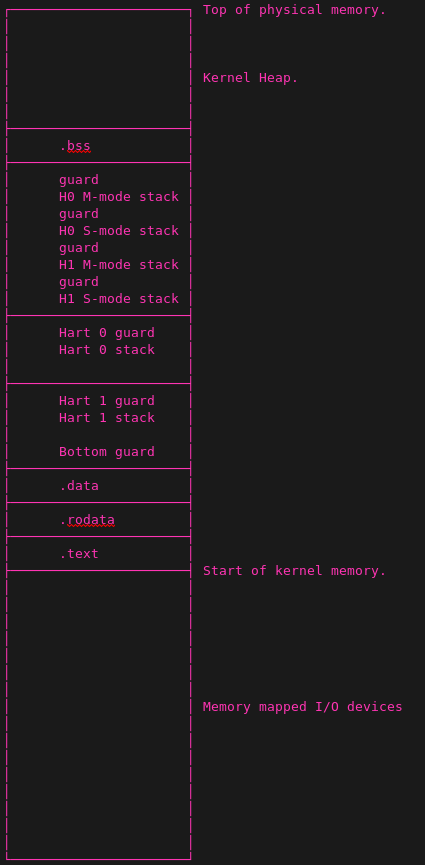 Top of physical memory.
Kernel Heap.
.bss
guard
H0 M-mode stack
guard
H0 S-mode stack
guard
H1 M-mode stack
guard
H1 S-mode stack
Hart 0 guard
Hart 0 stack
Hart 1 guard
Hart 1 stack
Bottom guard
.data
.rodata
.text
Start of kernel memory.
Memory mapped I/O devices